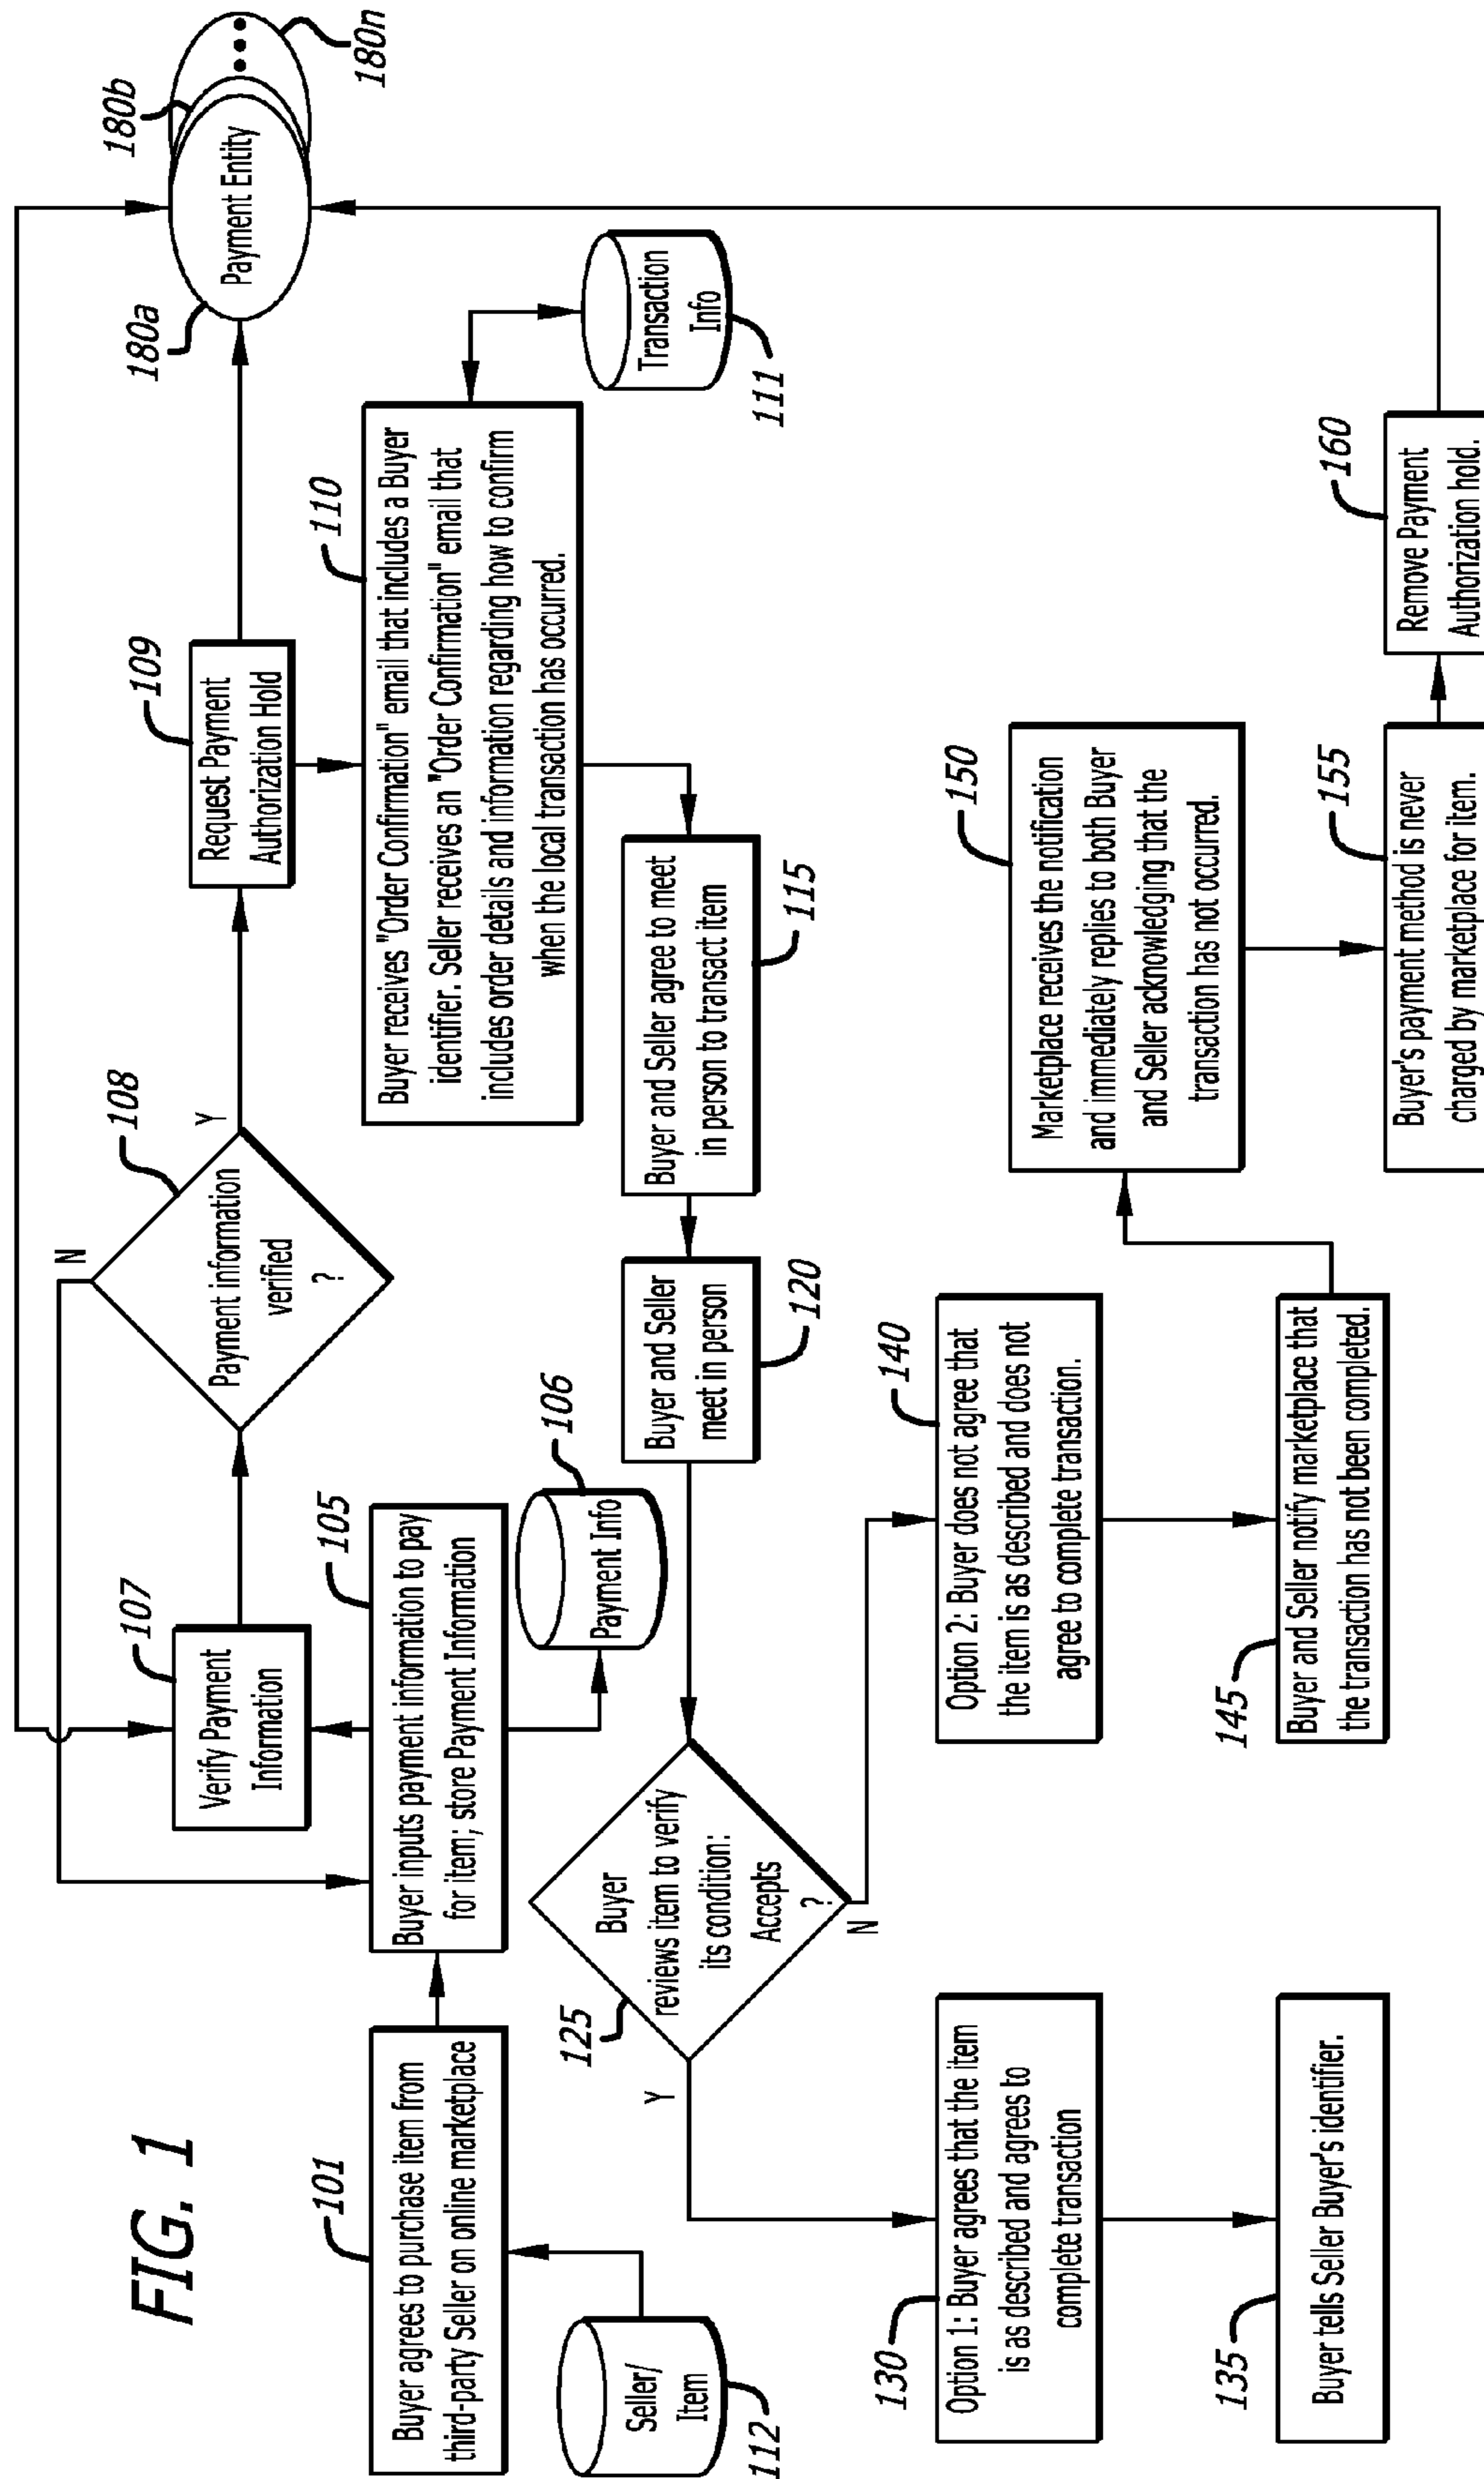 FIG. 1
101
Buyer agrees to purchase item from
third-party Seller on online marketplace
Seller/
Item
112
105
Buyer inputs payment information to pay
for item; store Payment Information
106
Payment Info
107
Verify Payment
Information
108
Payment information
verified
?
N
Y
109
Request Payment
Authorization Hold
180a
180b
180n
Payment Entity
110
Buyer receives "Order Confirmation" email that includes a Buyer
identifier. Seller receives an "Order Confirmation" email that
includes order details and information regarding how to confirm
when the local transaction has occurred.
Transaction
Info
111
Buyer and Seller agree to meet
in person to transact item
115
Buyer and Seller
meet in person
120
125
Buyer
reviews item to verify
its condition:
Accepts
?
Y
N
130
Option 1: Buyer agrees that the item
is as described and agrees to
complete transaction
135
Buyer tells Seller Buyer's identifier.
140
Option 2: Buyer does not agree that
the item is as described and does not
agree to complete transaction.
145
Buyer and Seller notify marketplace that
the transaction has not been completed.
150
Marketplace receives the notification
and immediately replies to both Buyer
and Seller acknowledging that the
transaction has not occurred.
155
Buyer's payment method is never
charged by marketplace for item.
160
Remove Payment
Authorization hold.